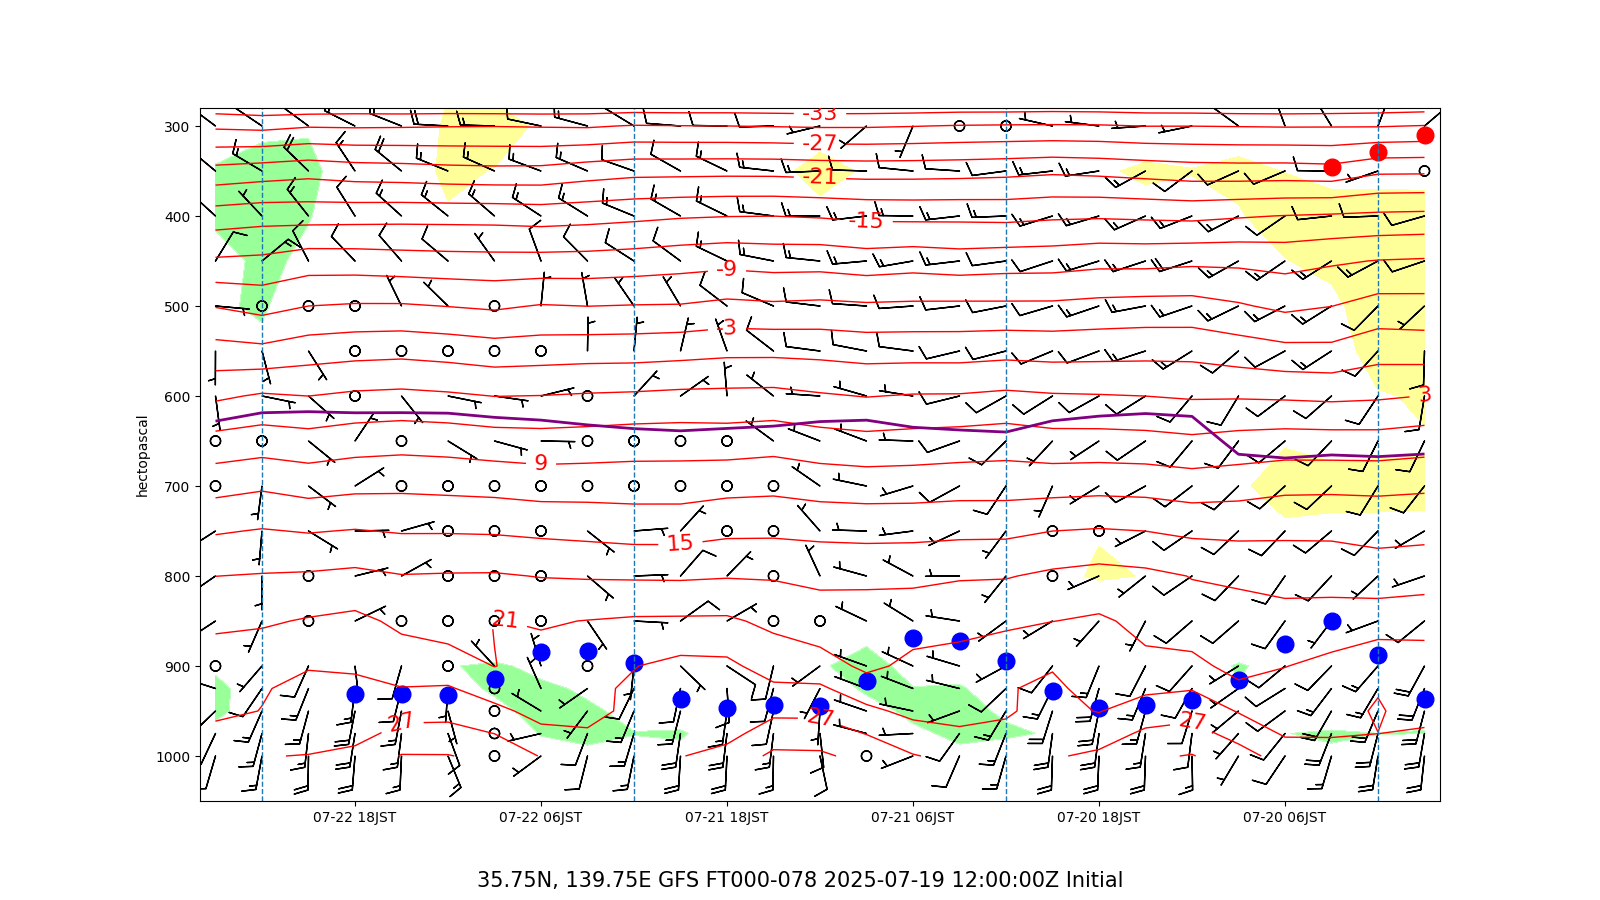 -33
300
-27
-21
400
-15
-9
500
-3
600
3
hectopascal
9
700
15
800
21
900
27
27
27
1000
07-22 18JST
07-22 06JST
07-21 18JST
07-21 06JST
07-20 18JST
07-20 06JST
35.75N, 139.75E GFS FT000-078 2025-07-19 12:00:00Z Initial